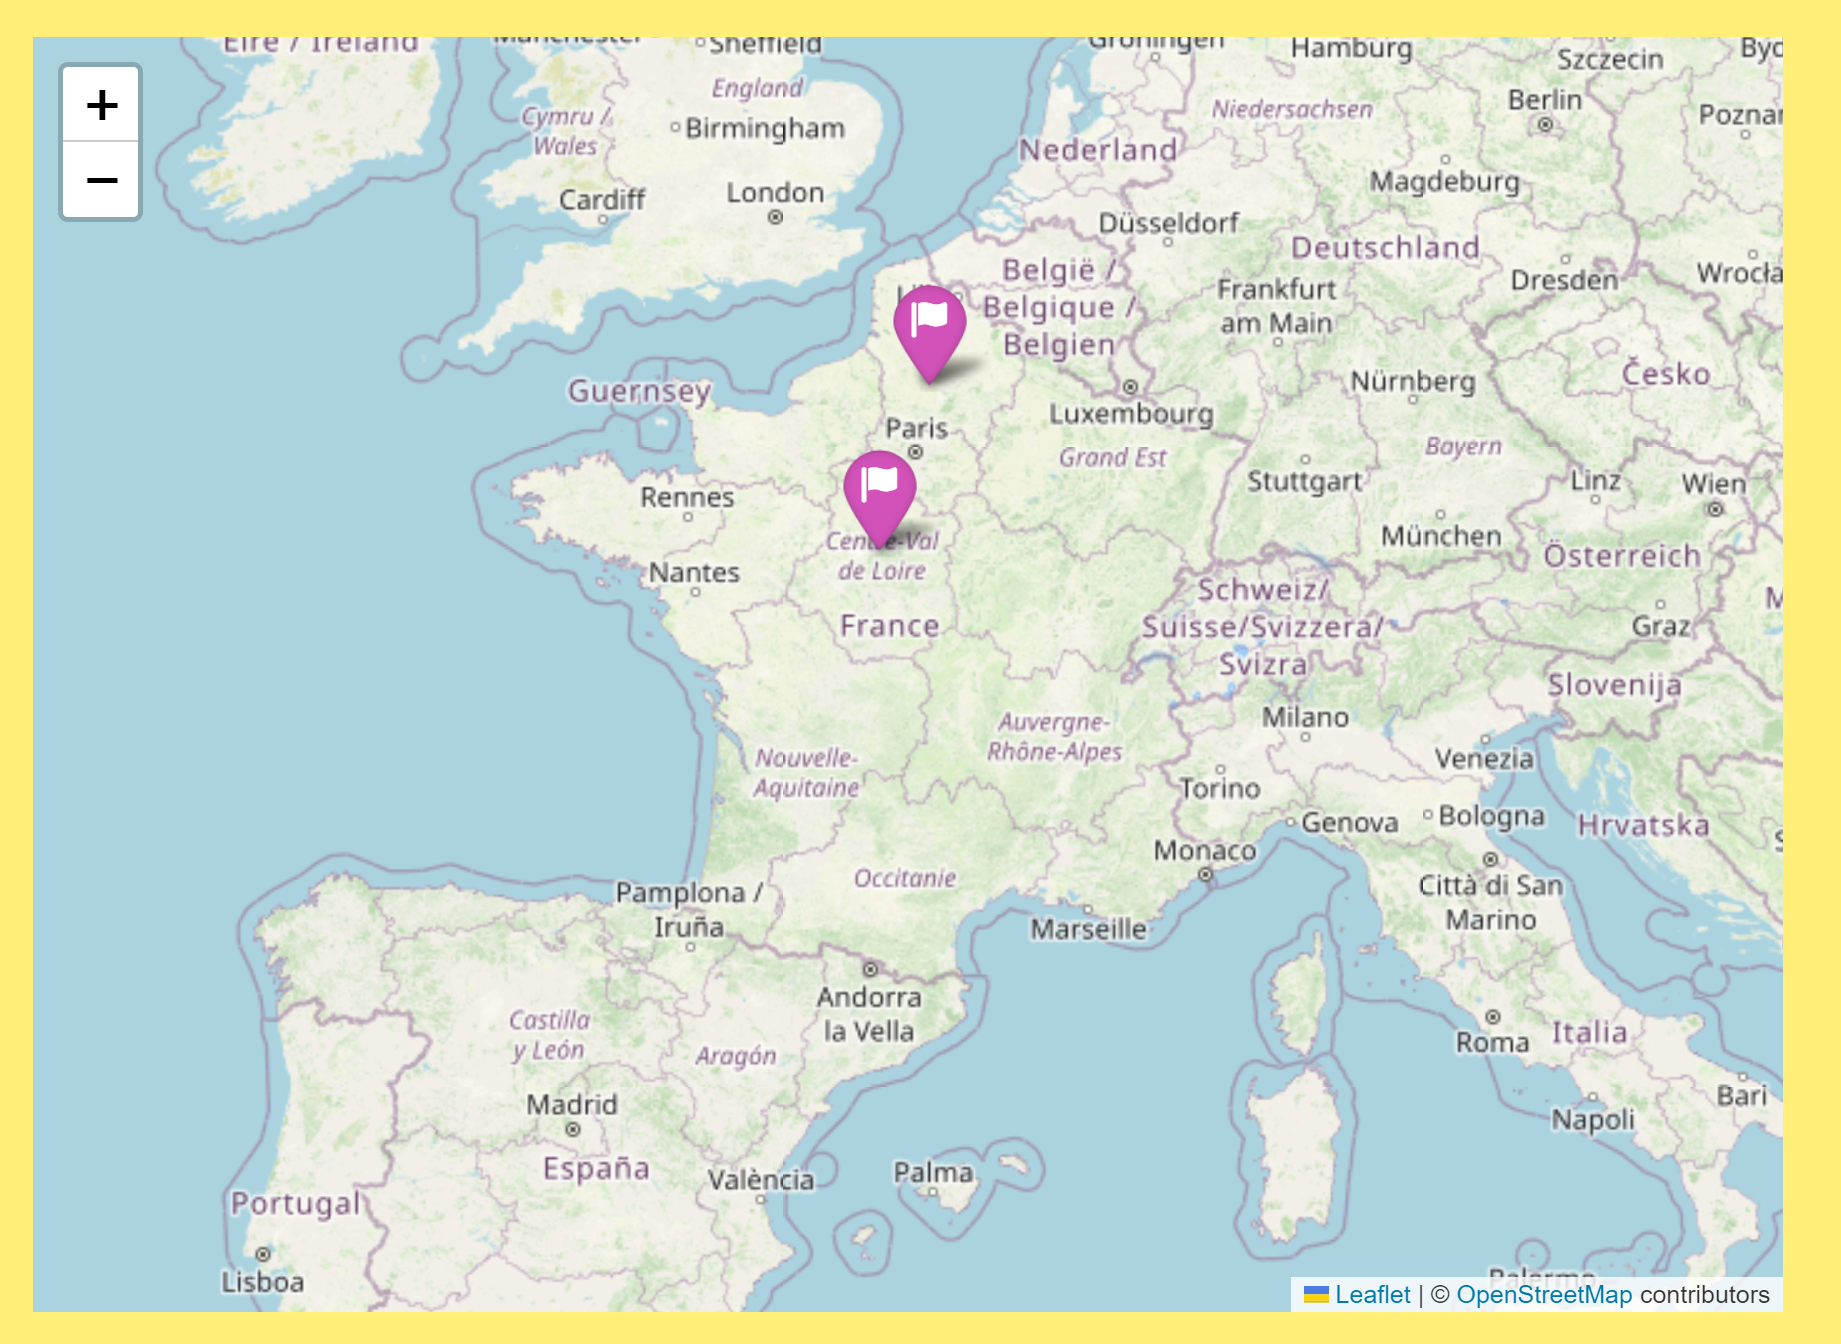 Éire / Ireland
Manchester
Sheffield
Groningen
Hamburg
Szczecin
England
Cymru /
Wales
Birmingham
Niedersachsen
Berlin
Nederland
Magdeburg
Cardiff
London
Düsseldorf
Deutschland
België /
Belgique /
Belgien
Dresden
Frankfurt
am Main
Guernsey
Luxembourg
Nürnberg
Česko
Paris
Grand Est
Bayern
Rennes
Stuttgart
Linz
Wien
Centre-Val
de Loire
München
Österreich
Nantes
France
Schweiz/
Suisse/Svizzera/
Svizra
Graz
Slovenija
Milano
Auvergne-
Rhône-Alpes
Nouvelle-
Aquitaine
Venezia
Torino
Genova
Bologna
Hrvatska
Monaco
Occitanie
Pamplona /
Iruña
Marseille
Città di San
Marino
Andorra
la Vella
Castilla
y León
Aragón
Roma
Italia
Madrid
Bari
Napoli
España
València
Palma
Portugal
Lisboa
Palermo
Leaflet | © OpenStreetMap contributors